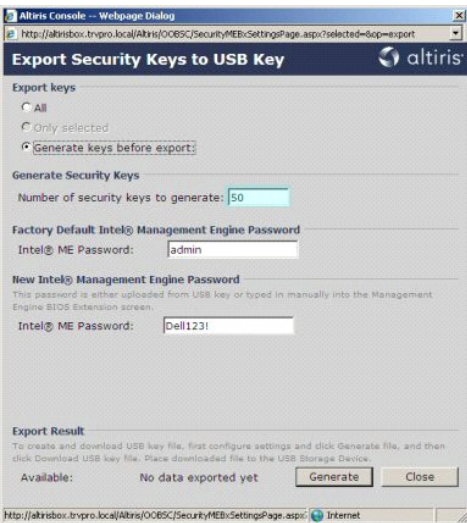 Altiris Console -- Webpage Dialog
http://altirisbox.trvpro.local/Altiris/OOBSC/SecurityMEBxSettingsPage.aspx?selected=&op=export
Export Security Keys to USB Key
altiris
Export keys
All
Only selected
Generate keys before export:
Generate Security Keys
Number of security keys to generate: 50
Factory Default Intel® Management Engine Password
Intel® ME Password: admin
New Intel® Management Engine Password
This password is either uploaded from USB key or typed in manually into the Management
Engine BIOS Extension screen.
Intel® ME Password: Dell123!
Export Result
To create and download USB key file, first configure settings and click Generate file, and then
click Download USB key file. Place downloaded file to the USB Storage Device.
Available: No data exported yet Generate Close
http://altirisbox.trvpro.local/Altiris/OOBSC/SecurityMEBxSettingsPage.aspx Internet